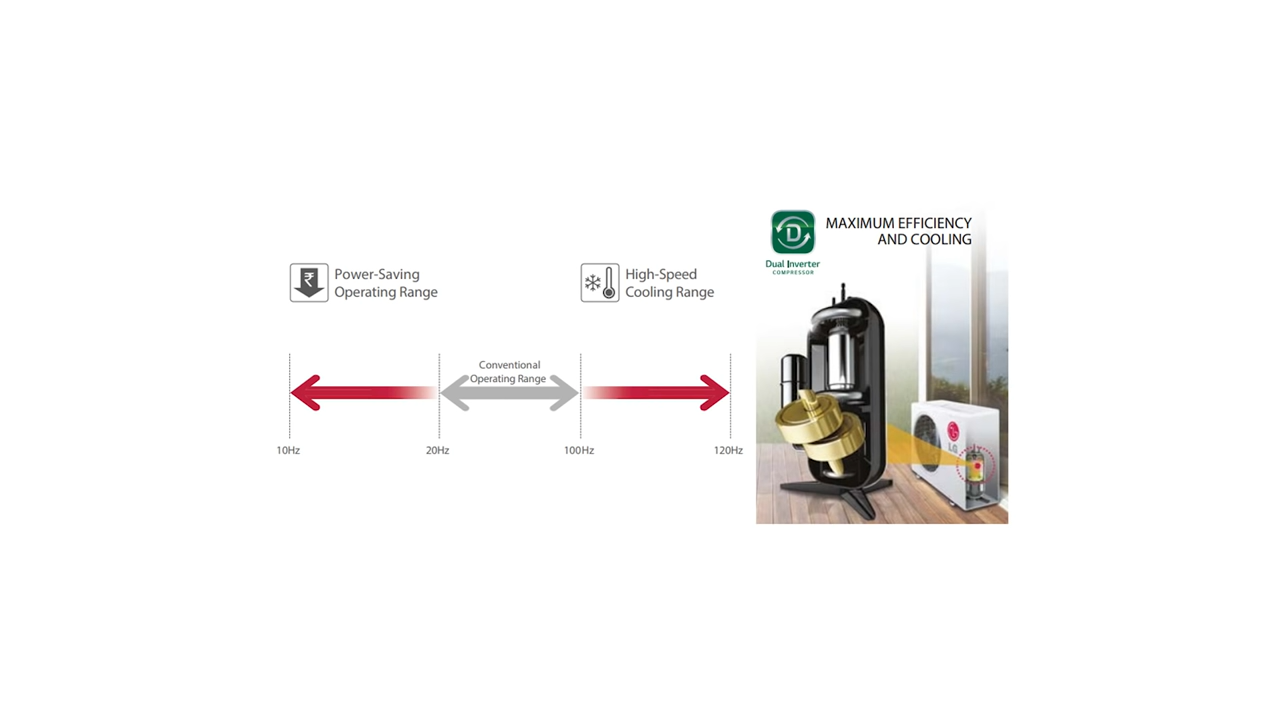 Power-Saving
Operating Range
High-Speed
Cooling Range
Conventional
Operating Range
10Hz
20Hz
100Hz
120Hz
D
Dual Inverter
COMPRESSOR
MAXIMUM EFFICIENCY
AND COOLING
LG